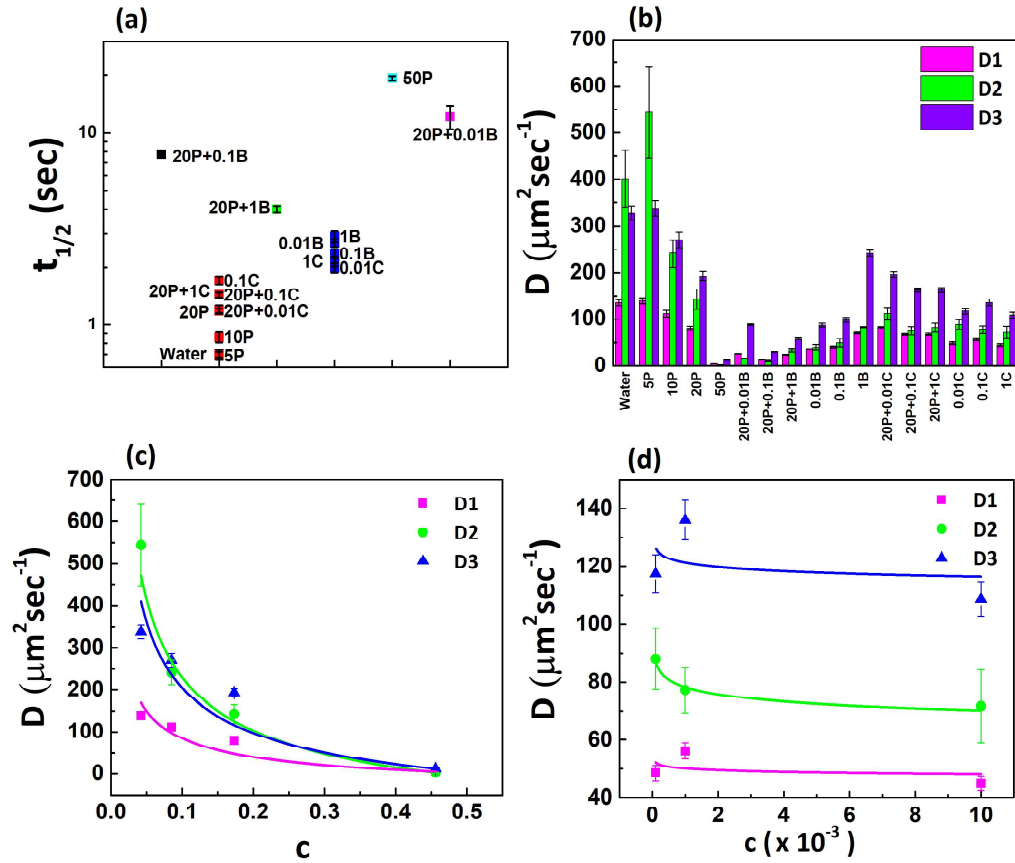 (a)
t1/2 (sec)
10
1
50P
20P+0.01B
20P+0.1B
20P+1B
1B
0.01B
0.1B
1C
0.01C
0.1C
20P+1C
20P+0.1C
20P
20P+0.01C
10P
Water
5P
(b)
D (μm2sec-1)
700
600
500
400
300
200
100
0
D1
D2
D3
Water
5P
10P
20P
50P
20P+0.01B
20P+0.1B
20P+1B
0.01B
0.1B
1B
20P+0.01C
20P+0.1C
20P+1C
0.01C
0.1C
1C
(c)
D (μm2sec-1)
700
600
500
400
300
200
100
0
D1
D2
D3
0.0 0.1 0.2 0.3 0.4 0.5
c
(d)
D (μm2sec-1)
140
120
100
80
60
40
D1
D2
D3
0 2 4 6 8 10
c ( x 10-3 )